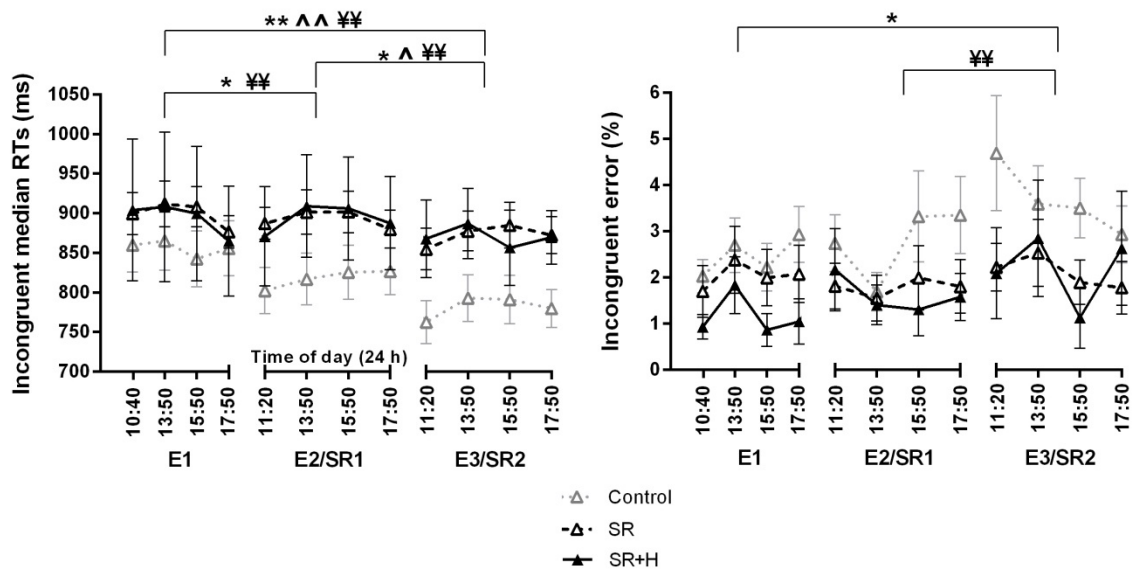 ** ^ ^ ¥¥
* ^ ¥¥
* ¥¥
Incongruent median RTs (ms)
1050
1000
950
900
850
800
750
700
Time of day (24 h)
10:40 13:50 15:50 17:50
11:20 13:50 15:50 17:50
11:20 13:50 15:50 17:50
E1 E2/SR1 E3/SR2
*
¥¥
Incongruent error (%)
6
5
4
3
2
1
0
10:40 13:50 15:50 17:50
11:20 13:50 15:50 17:50
11:20 13:50 15:50 17:50
E1 E2/SR1 E3/SR2
Control
SR
SR+H